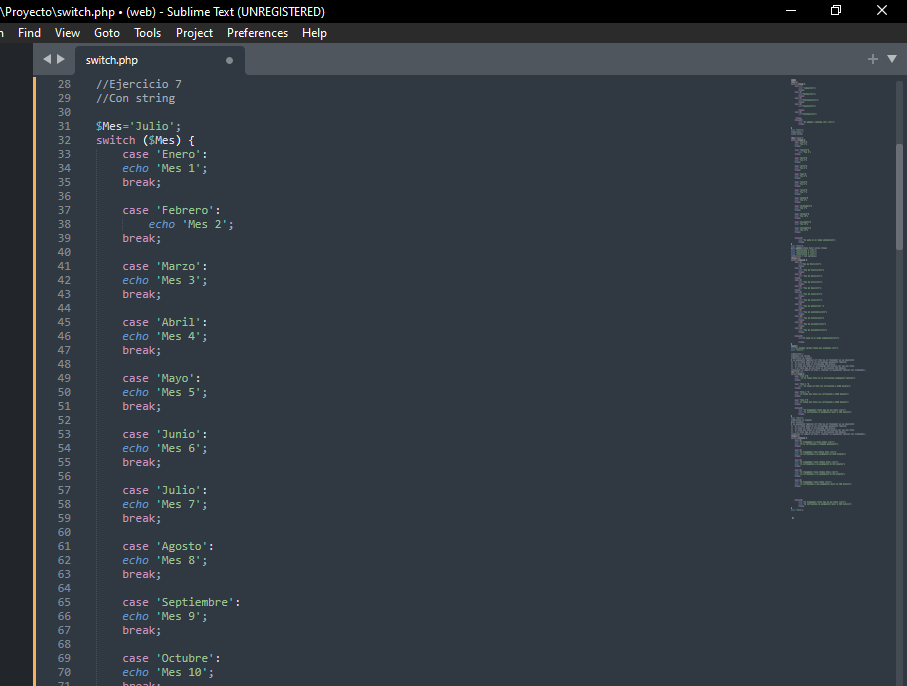 \Proyecto\switch.php • (web) - Sublime Text (UNREGISTERED)
n Find View Goto Tools Project Preferences Help
switch.php
28 //Ejercicio 7
29 //Con string
30
31 $Mes='Julio';
32 switch ($Mes) {
33 case 'Enero':
34 echo 'Mes 1';
35 break;
36
37 case 'Febrero':
38 echo 'Mes 2';
39 break;
40
41 case 'Marzo':
42 echo 'Mes 3';
43 break;
44
45 case 'Abril':
46 echo 'Mes 4';
47 break;
48
49 case 'Mayo':
50 echo 'Mes 5';
51 break;
52
53 case 'Junio':
54 echo 'Mes 6';
55 break;
56
57 case 'Julio':
58 echo 'Mes 7';
59 break;
60
61 case 'Agosto':
62 echo 'Mes 8';
63 break;
64
65 case 'Septiembre':
66 echo 'Mes 9';
67 break;
68
69 case 'Octubre':
70 echo 'Mes 10';
71 break;